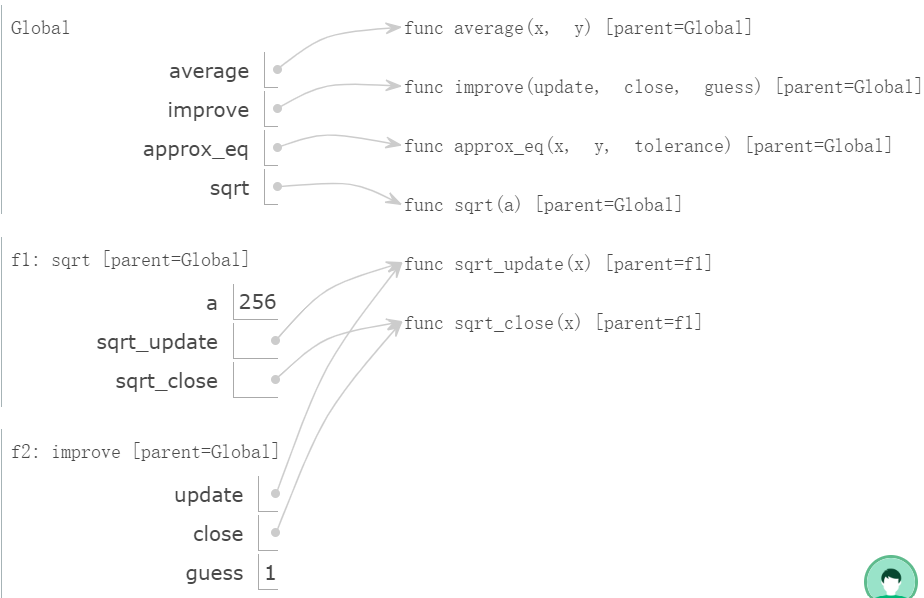 Global
func average(x, y) [parent=Global]
average
improve
func improve(update, close, guess) [parent=Global]
approx_eq
func approx_eq(x, y, tolerance) [parent=Global]
sqrt
func sqrt(a) [parent=Global]
f1: sqrt [parent=Global]
func sqrt_update(x) [parent=f1]
a 256
sqrt_update
func sqrt_close(x) [parent=f1]
sqrt_close
f2: improve [parent=Global]
update
close
guess 1